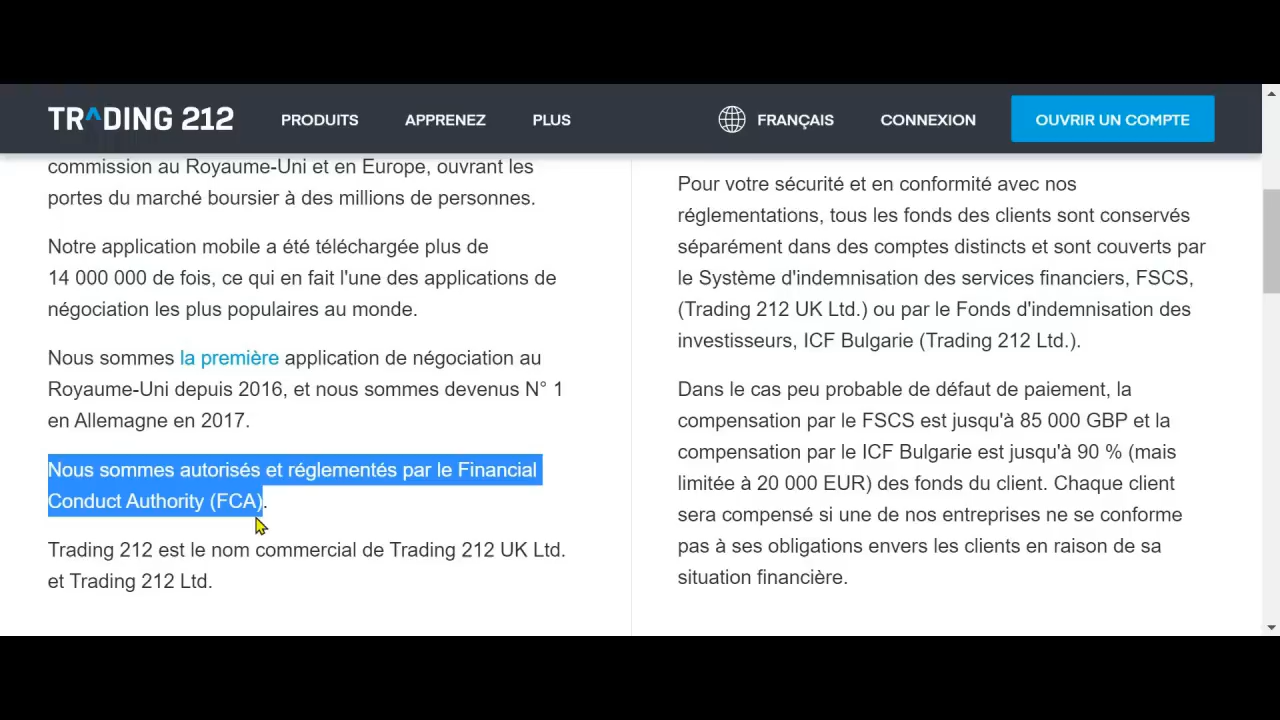 TR^DING 212
PRODUITS
APPRENEZ
PLUS
FRANÇAIS
CONNEXION
OUVRIR UN COMPTE
commission au Royaume-Uni et en Europe, ouvrant les
portes du marché boursier à des millions de personnes.
Notre application mobile a été téléchargée plus de
14 000 000 de fois, ce qui en fait l'une des applications de
négociation les plus populaires au monde.
Nous sommes la première application de négociation au
Royaume-Uni depuis 2016, et nous sommes devenus N° 1
en Allemagne en 2017.
Nous sommes autorisés et réglementés par le Financial
Conduct Authority (FCA).
Trading 212 est le nom commercial de Trading 212 UK Ltd.
et Trading 212 Ltd.
Pour votre sécurité et en conformité avec nos
réglementations, tous les fonds des clients sont conservés
séparément dans des comptes distincts et sont couverts par
le Système d'indemnisation des services financiers, FSCS,
(Trading 212 UK Ltd.) ou par le Fonds d'indemnisation des
investisseurs, ICF Bulgarie (Trading 212 Ltd.).
Dans le cas peu probable de défaut de paiement, la
compensation par le FSCS est jusqu'à 85 000 GBP et la
compensation par le ICF Bulgarie est jusqu'à 90 % (mais
limitée à 20 000 EUR) des fonds du client. Chaque client
sera compensé si une de nos entreprises ne se conforme
pas à ses obligations envers les clients en raison de sa
situation financière.